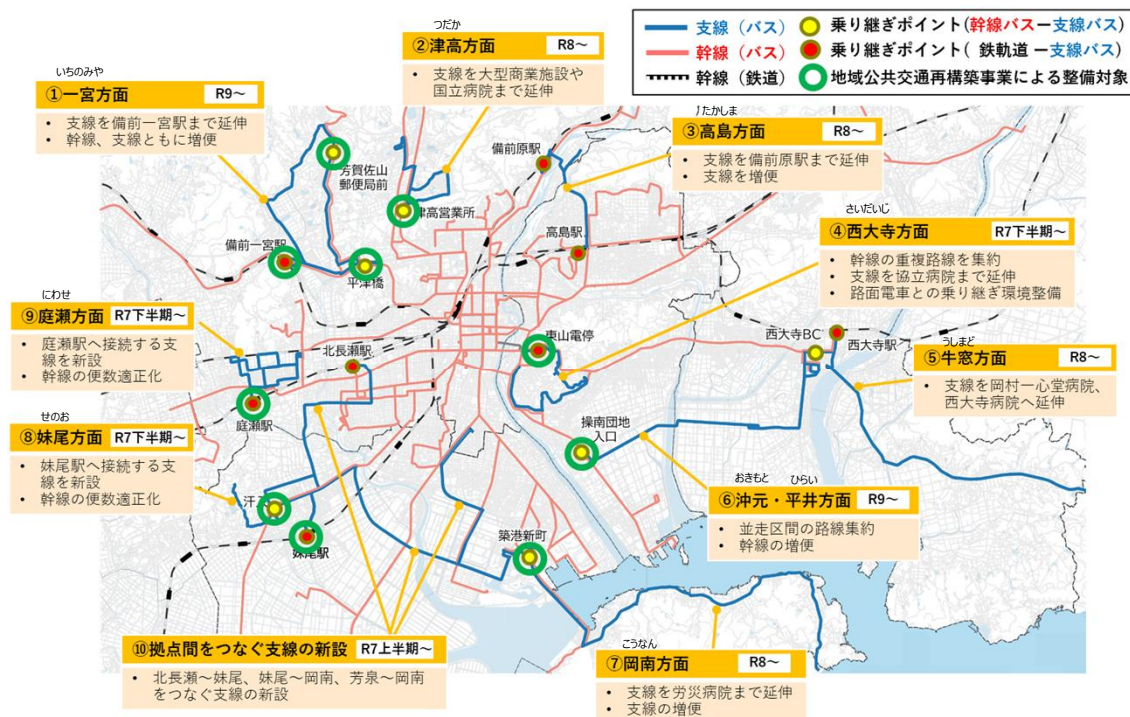 支線（バス）
幹線（バス）
幹線（鉄道）
乗り継ぎポイント(幹線バスー支線バス)
乗り継ぎポイント( 鉄軌道 ー支線バス)
地域公共交通再構築事業による整備対象
いちのみや
①一宮方面 R9～
• 支線を備前一宮駅まで延伸
• 幹線、支線ともに増便
つだか
②津高方面 R8～
• 支線を大型商業施設や
国立病院まで延伸
たかしま
③高島方面 R8～
• 支線を備前原駅まで延伸
• 支線を増便
さいだいじ
④西大寺方面 R7下半期～
• 幹線の重複路線を集約
• 支線を協立病院まで延伸
• 路面電車との乗り継ぎ環境整備
うしまど
⑤牛窓方面 R8～
• 支線を岡村一心堂病院、
西大寺病院へ延伸
おきもと ひらい
⑥沖元・平井方面 R9～
• 並走区間の路線集約
• 幹線の増便
こうなん
⑦岡南方面 R8～
• 支線を労災病院まで延伸
• 支線の増便
せのお
⑧妹尾方面 R7下半期～
• 妹尾駅へ接続する支
線を新設
• 幹線の便数適正化
にわせ
⑨庭瀬方面 R7下半期～
• 庭瀬駅へ接続する支
線を新設
• 幹線の便数適正化
⑩拠点間をつなぐ支線の新設 R7上半期～
• 北長瀬～妹尾、妹尾～岡南、芳泉～岡南
をつなぐ支線の新設
芳賀佐山
郵便局前
津高営業所
備前原駅
高島駅
備前一宮駅
平津橋
北長瀬駅
東山電停
西大寺BC
西大寺駅
庭瀬駅
操南団地
入口
汗入
妹尾駅
築港新町